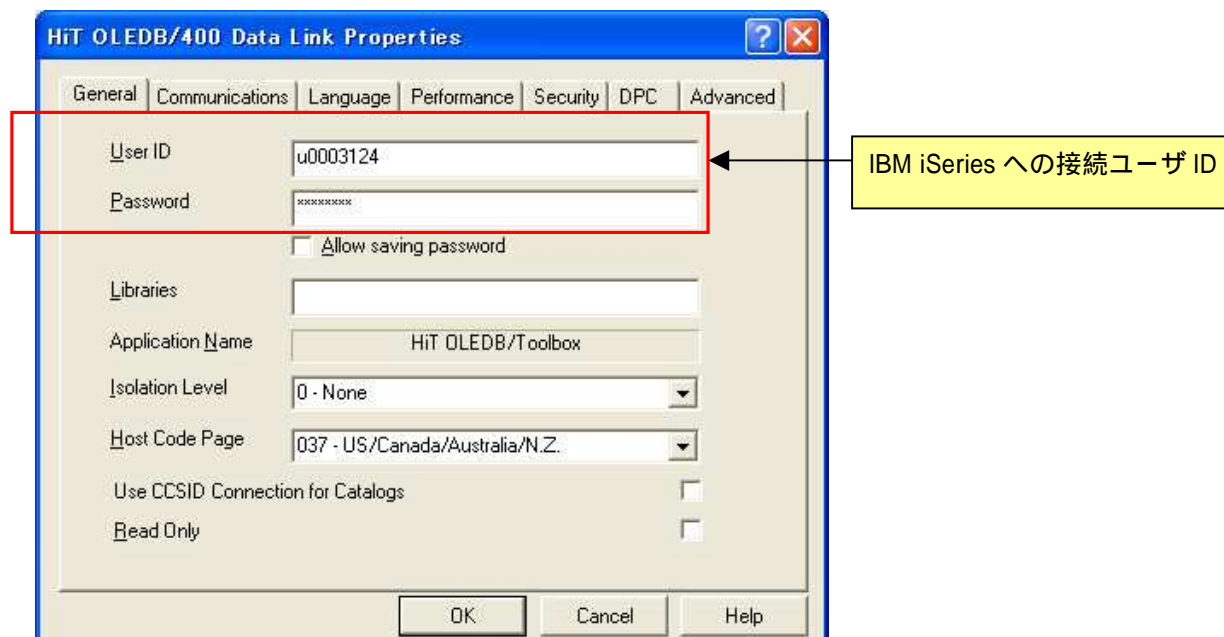 HiT OLEDB/400 Data Link Properties
General Communications Language Performance Security DPC Advanced
User ID u0003124
IBM iSeries への接続ユーザ ID
Password ********
Allow saving password
Libraries
Application Name HiT OLEDB/Toolbox
Isolation Level 0 - None
Host Code Page 037 - US/Canada/Australia/N.Z.
Use CCSID Connection for Catalogs
Read Only
OK Cancel Help